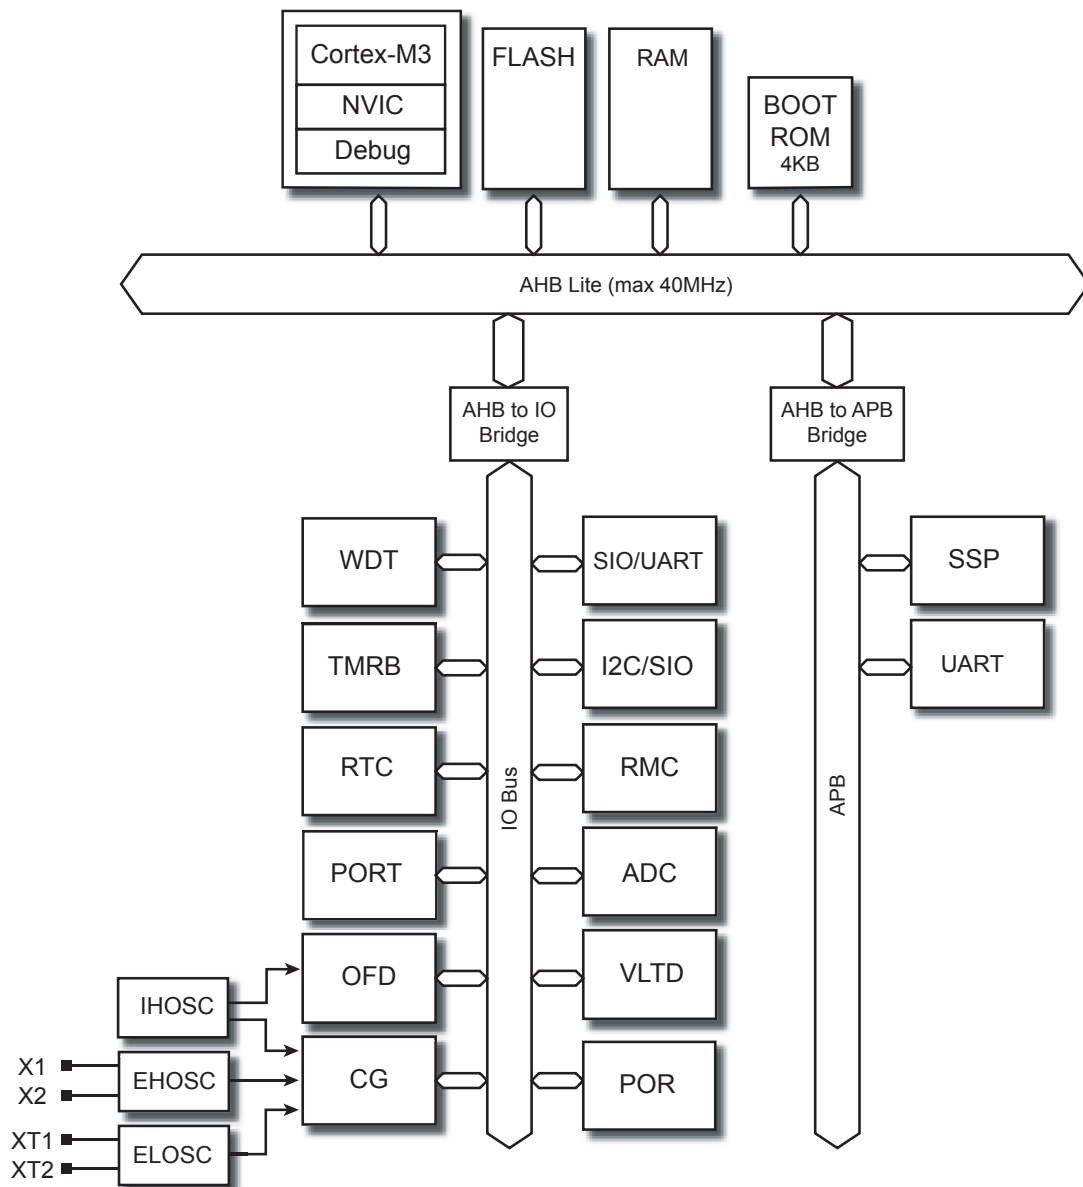 Cortex-M3
NVIC
Debug
FLASH
RAM
BOOT
ROM
4KB
AHB Lite (max 40MHz)
AHB to IO
Bridge
AHB to APB
Bridge
WDT
SIO/UART
SSP
TMRB
I2C/SIO
UART
RTC
RMC
IO Bus
APB
PORT
ADC
OFD
VLTD
IHOSC
X1
X2
EHOSC
CG
POR
XT1
XT2
ELOSC